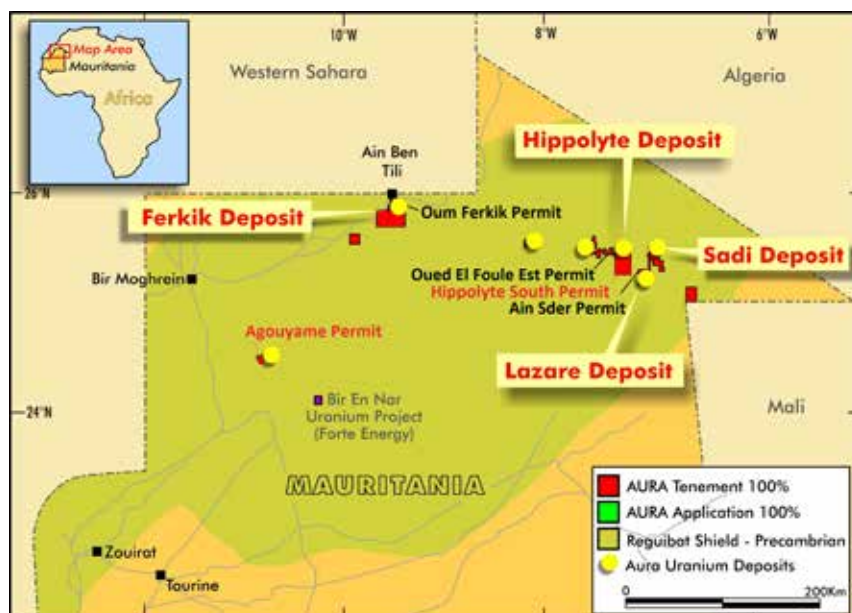 Map Area
Mauritania
Africa
10°W
8°W
6°W
Western Sahara
Algeria
Hippolyte Deposit
Ain Ben
Tili
26°N
Ferkik Deposit
Oum Ferkik Permit
Sadi Deposit
Bir Moghrein
Oued El Foule Est Permit
Hippolyte South Permit
Ain Sder Permit
Agouyame Permit
Lazare Deposit
24°N
Bir En Nar
Uranium Project
(Forte Energy)
Mali
MAURITANIA
AURA Tenement 100%
AURA Application 100%
Reguibat Shield - Precambrian
Aura Uranium Deposits
0 200Km
Zouirat
Taurine